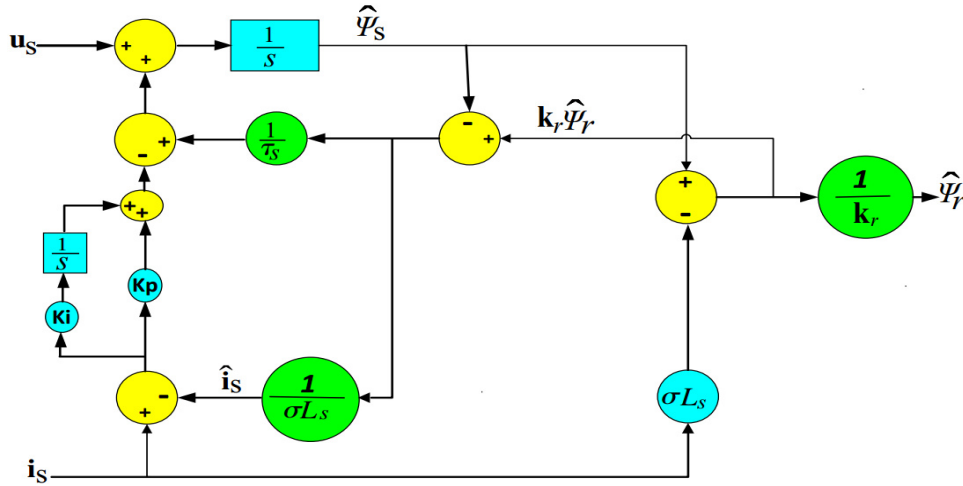 u_S
+
+
1/s
Ψ̂_S
-
+
k_r Ψ̂_r
+
-
1/τ_s
+
-
1/k_r
Ψ̂_r
+
+
1/s
Kp
Ki
-
+
î_S
1/σL_s
σL_s
i_S